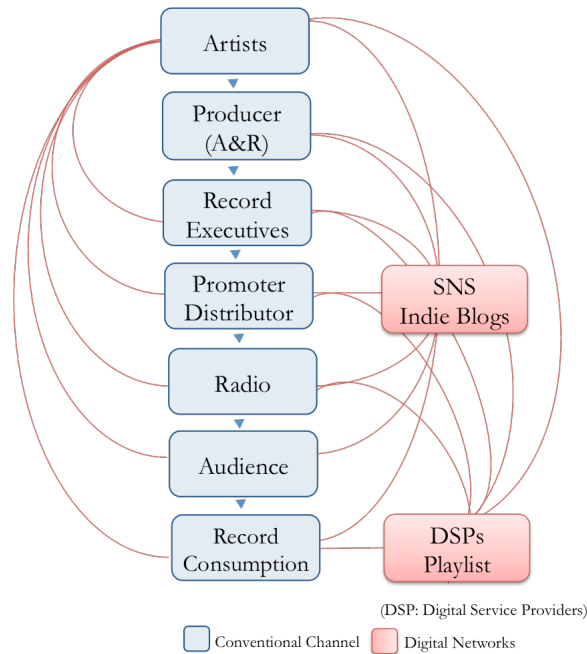 Artists
Producer
(A&R)
Record
Executives
Promoter
Distributor
SNS
Indie Blogs
Radio
Audience
Record
Consumption
DSPs
Playlist
(DSP: Digital Service Providers)
Conventional Channel
Digital Networks